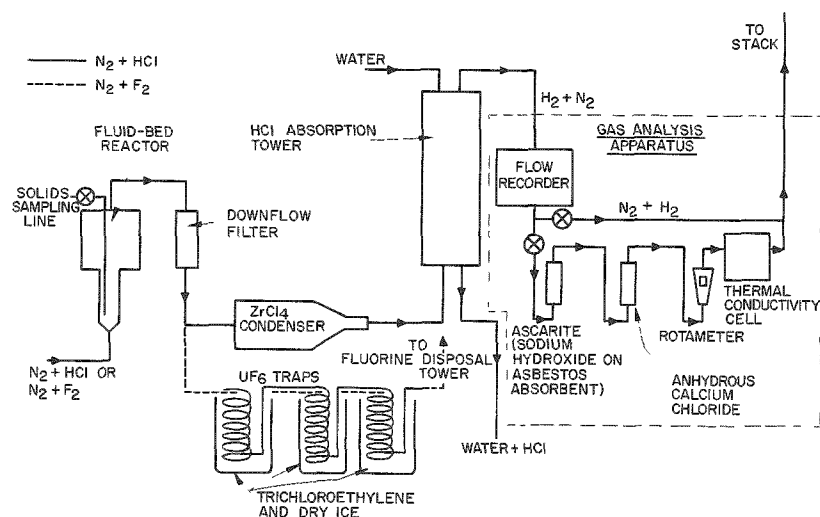 N₂ + HCl
N₂ + F₂
FLUID-BED
REACTOR
SOLIDS-
SAMPLING
LINE
DOWNFLOW
FILTER
N₂ + HCl OR
N₂ + F₂
ZrCl₄
CONDENSER
UF₆ TRAPS
TRICHLOROETHYLENE
AND DRY ICE
TO
FLUORINE DISPOSAL
TOWER
WATER
HCl ABSORPTION
TOWER
WATER + HCl
H₂ + N₂
GAS ANALYSIS
APPARATUS
FLOW
RECORDER
N₂ + H₂
TO
STACK
ASCARITE
(SODIUM
HYDROXIDE ON
ASBESTOS
ABSORBENT)
ANHYDROUS
CALCIUM
CHLORIDE
ROTAMETER
THERMAL
CONDUCTIVITY
CELL